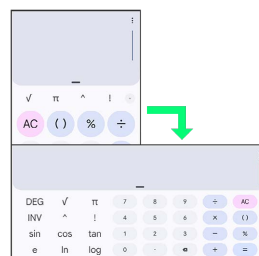 √ π ^ !
AC ( ) % ÷
DEG √ π 7 8 9 ÷ AC
INV ^ ! 4 5 6 × ( )
sin cos tan 1 2 3 − %
e ln log 0 · + =